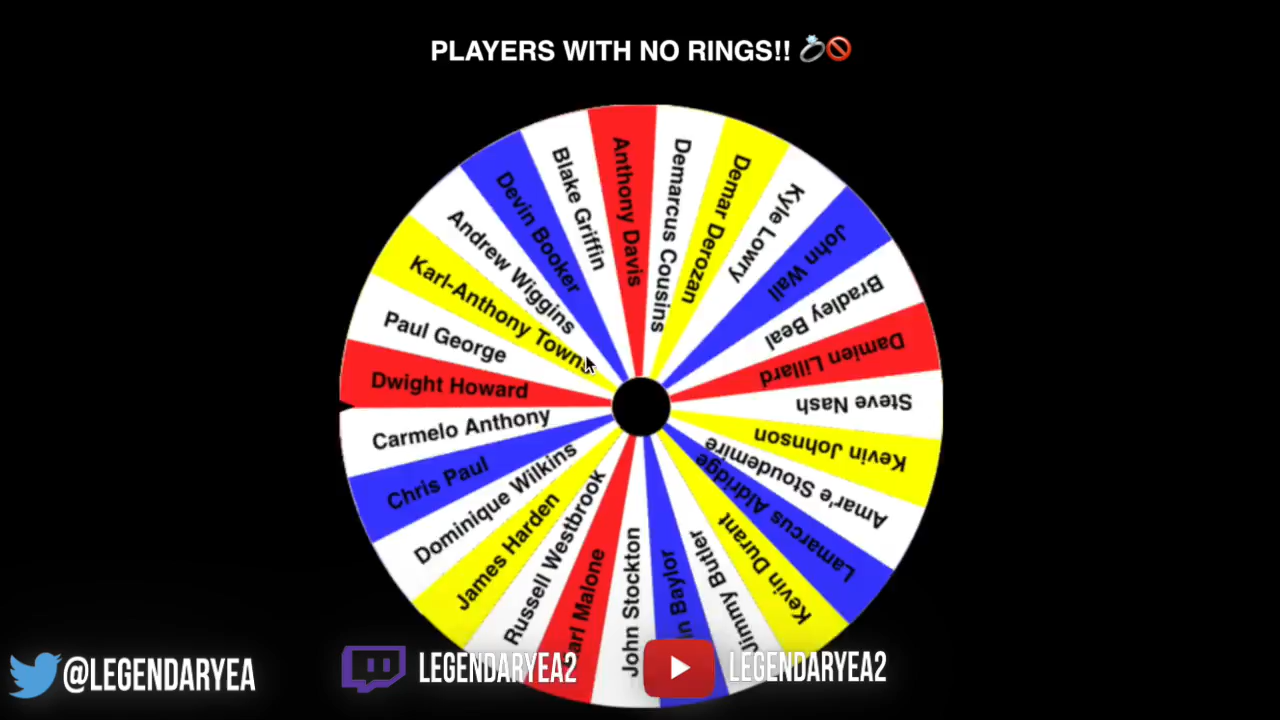 PLAYERS WITH NO RINGS!! 💍🚫
Anthony Davis
Demarcus Cousins
Demar Derozan
Kyle Lowry
John Wall
Bradley Beal
Damien Lillard
Steve Nash
Kevin Johnson
Amar'e Stoudemire
Lamarcus Aldridge
Kevin Durant
Jimmy Butler
Baylor
John Stockton
Malone
Russell Westbrook
James Harden
Dominique Wilkins
Chris Paul
Carmelo Anthony
Dwight Howard
Paul George
Karl-Anthony Towns
Andrew Wiggins
Devin Booker
Blake Griffin
@LEGENDARYEA
LEGENDARYEA2
LEGENDARYEA2